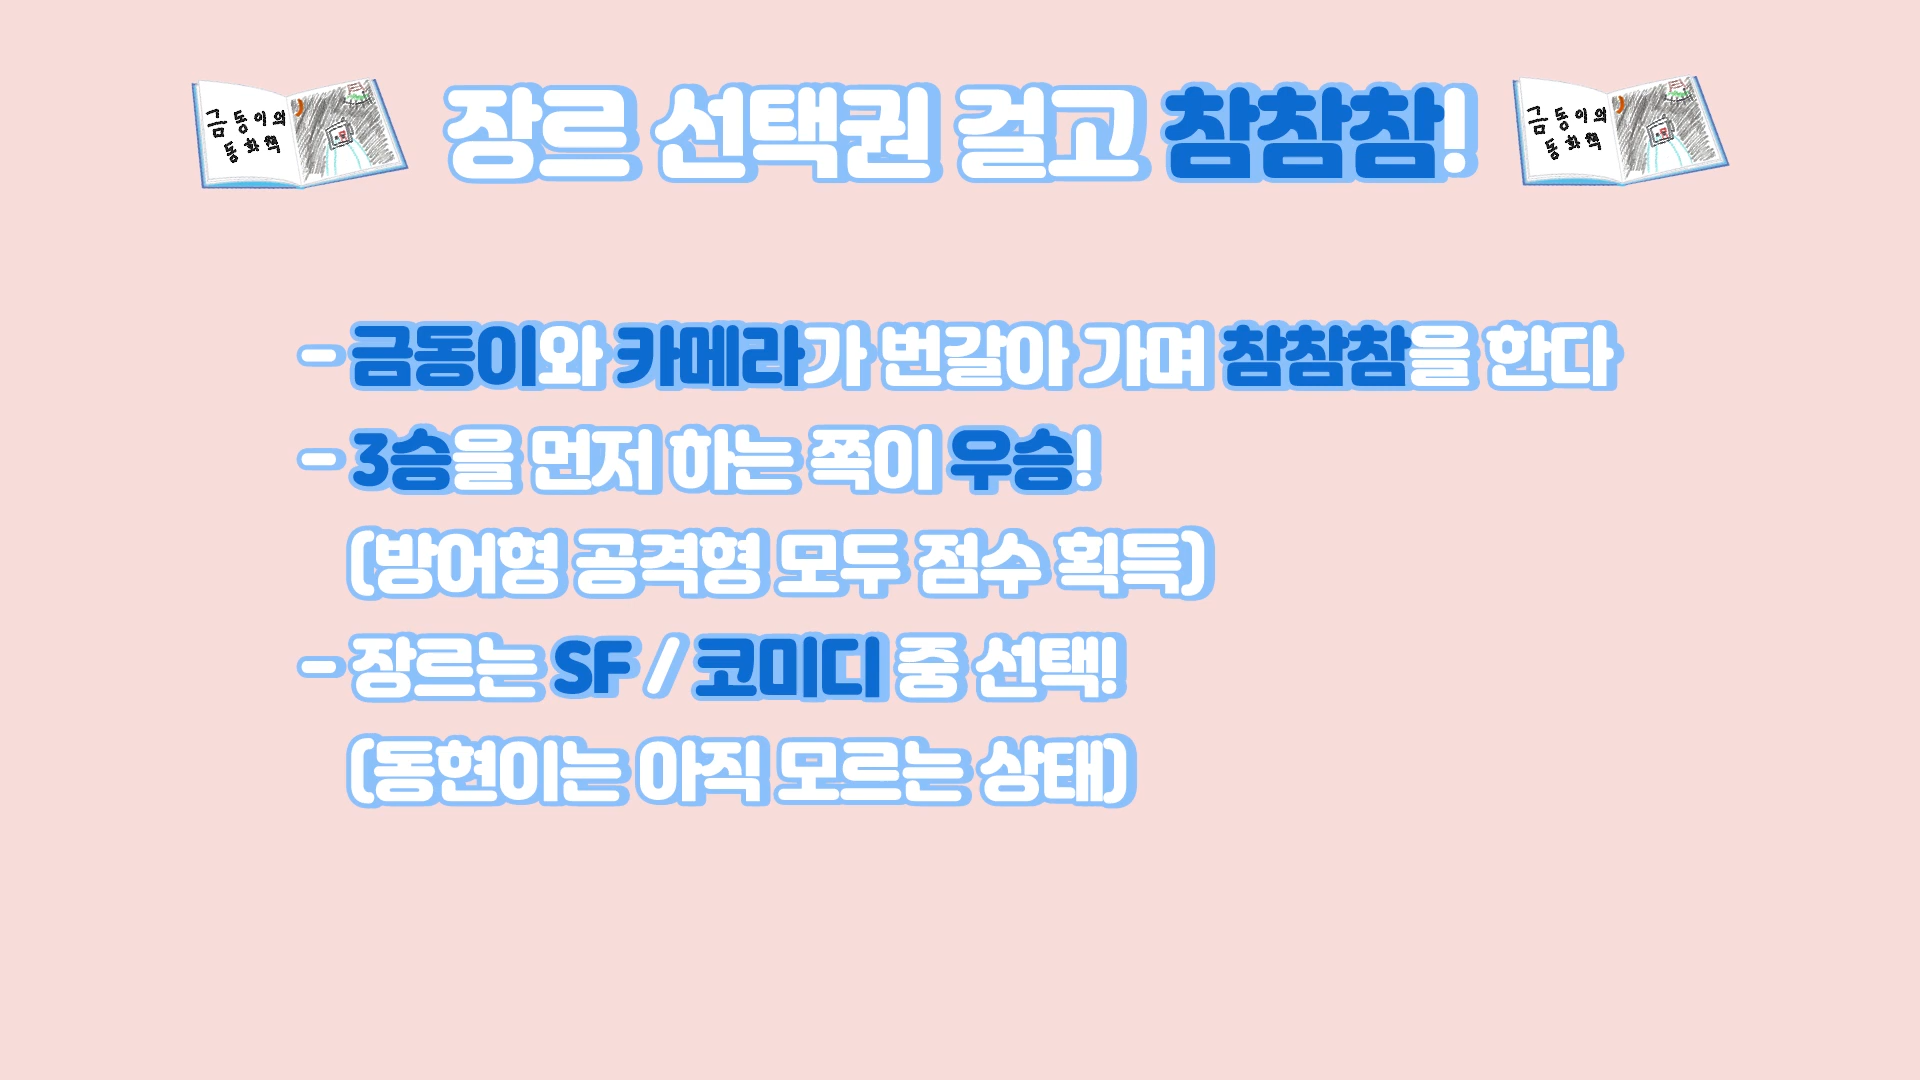 금동이의
동화책
장르 선택권 걸고 참참참!
금동이의
동화책
- 금동이와 카메라가 번갈아 가며 참참참을 한다
- 3승을 먼저 하는 쪽이 우승!
(방어형 공격형 모두 점수 획득)
- 장르는 SF / 코미디 중 선택!
(동현이는 아직 모르는 상태)